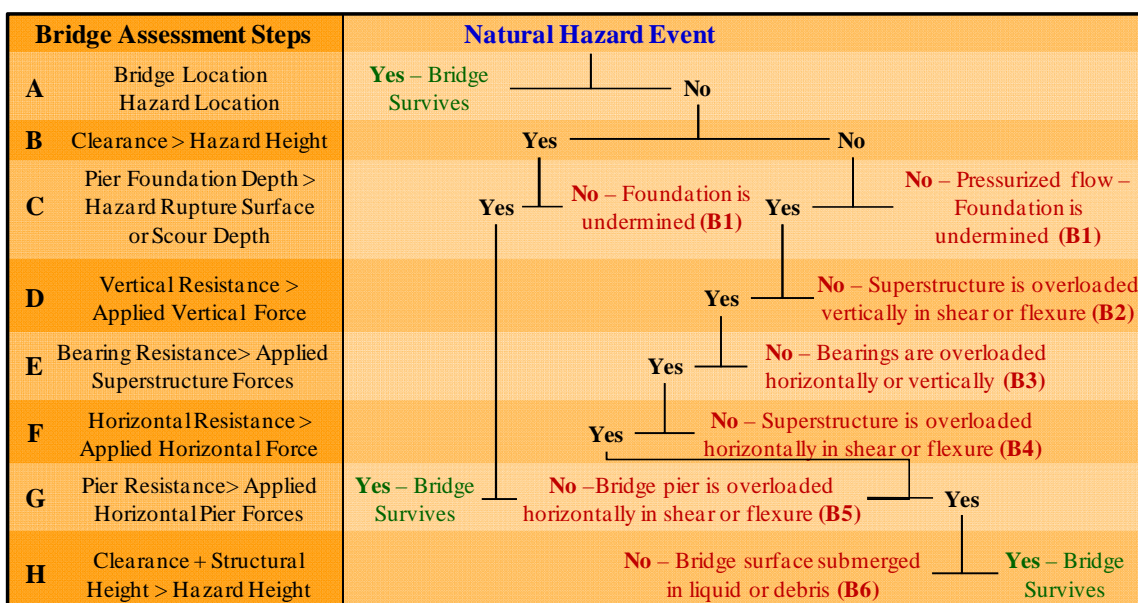 Bridge Assessment Steps
Natural Hazard Event
A
Bridge Location
Hazard Location
Yes – Bridge
Survives
No
B
Clearance > Hazard Height
Yes
No
C
Pier Foundation Depth >
Hazard Rupture Surface
or Scour Depth
Yes
No – Foundation is
undermined (B1)
Yes
No – Pressurized flow –
Foundation is
undermined (B1)
D
Vertical Resistance >
Applied Vertical Force
Yes
No – Superstructure is overloaded
vertically in shear or flexure (B2)
E
Bearing Resistance> Applied
Superstructure Forces
Yes
No – Bearings are overloaded
horizontally or vertically (B3)
F
Horizontal Resistance >
Applied Horizontal Force
Yes
No – Superstructure is overloaded
horizontally in shear or flexure (B4)
G
Pier Resistance> Applied
Horizontal Pier Forces
Yes – Bridge
Survives
No –Bridge pier is overloaded
horizontally in shear or flexure (B5)
Yes
H
Clearance + Structural
Height > Hazard Height
No – Bridge surface submerged
in liquid or debris (B6)
Yes – Bridge
Survives